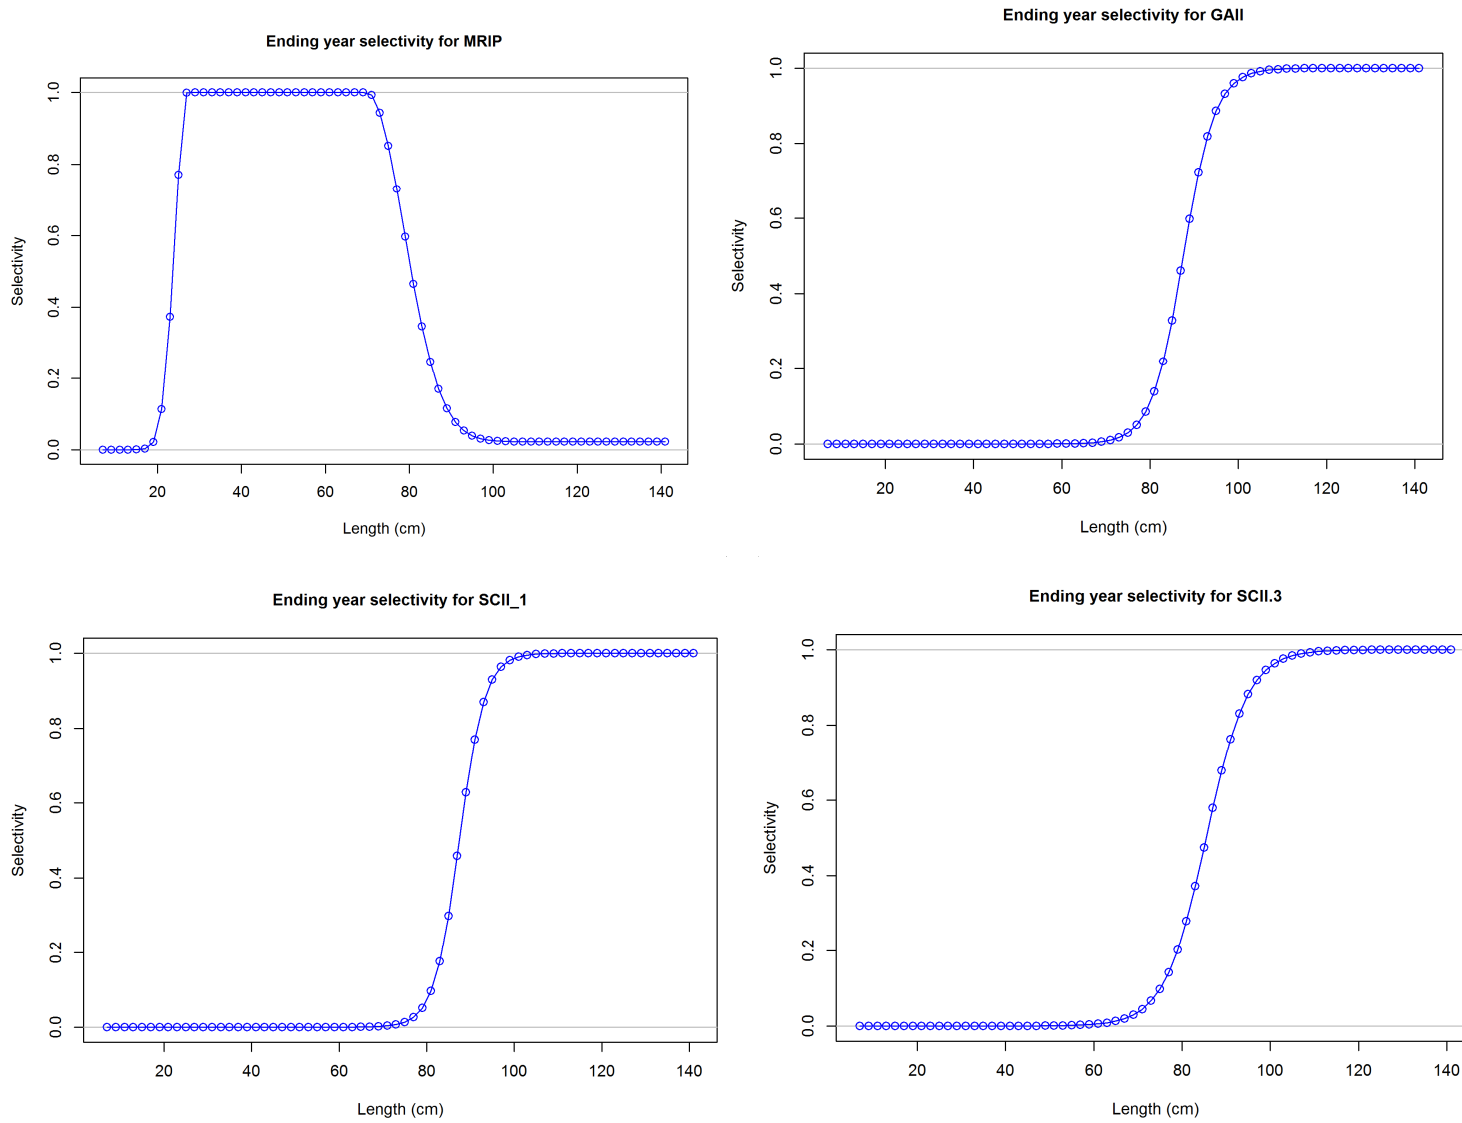 Ending year selectivity for MRIP
Selectivity
0.0 0.2 0.4 0.6 0.8 1.0
20 40 60 80 100 120 140
Length (cm)
Ending year selectivity for GAll
Selectivity
0.0 0.2 0.4 0.6 0.8 1.0
20 40 60 80 100 120 140
Length (cm)
Ending year selectivity for SCll_1
Selectivity
0.0 0.2 0.4 0.6 0.8 1.0
20 40 60 80 100 120 140
Length (cm)
Ending year selectivity for SCll.3
Selectivity
0.0 0.2 0.4 0.6 0.8 1.0
20 40 60 80 100 120 140
Length (cm)